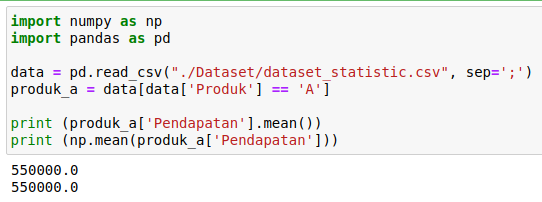 import numpy as np
import pandas as pd
data = pd.read_csv("./Dataset/dataset_statistic.csv", sep=';')
produk_a = data[data['Produk'] == 'A']
print (produk_a['Pendapatan'].mean())
print (np.mean(produk_a['Pendapatan']))
550000.0
550000.0